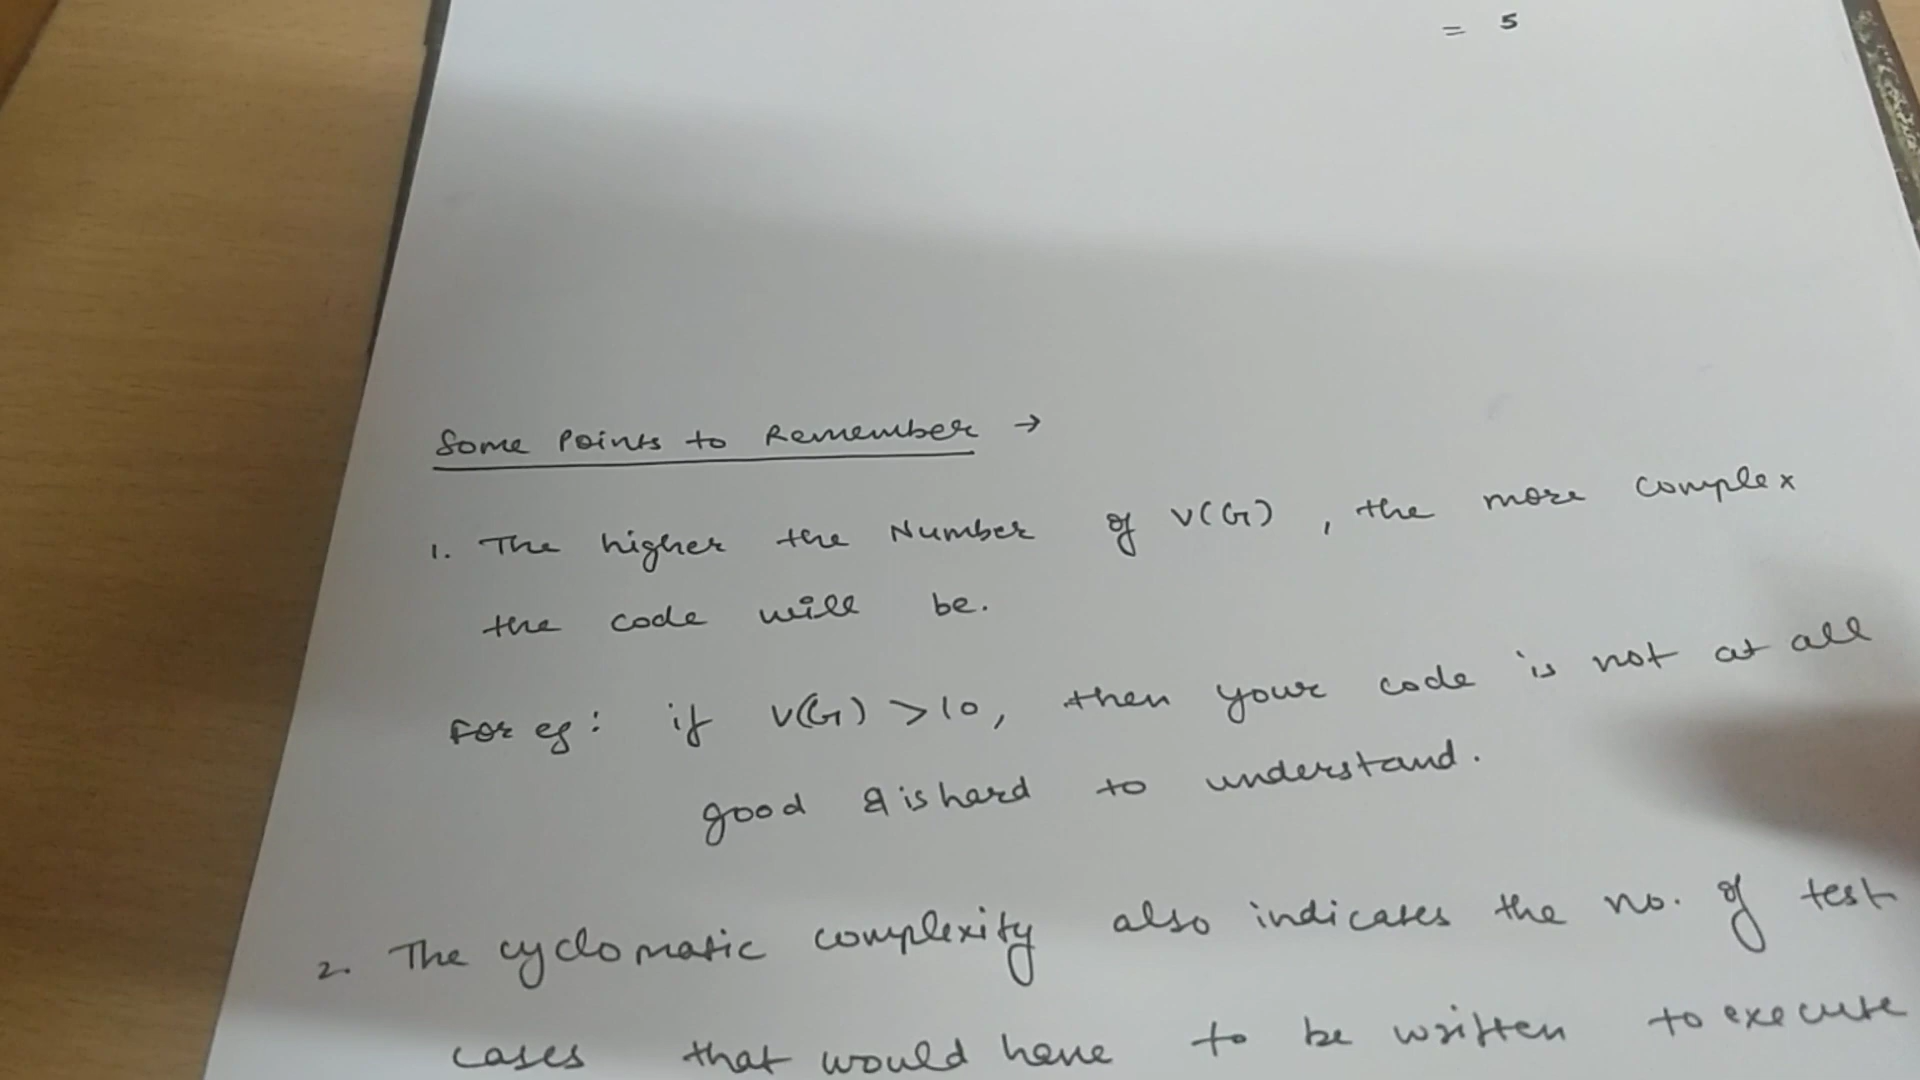 = 5
Some Points to Remember →
1. The higher the Number of V(G), the more complex
the code will be.
For eg: if V(G) > 10, then your code is not at all
good & is hard to understand.
2. The cyclomatic complexity also indicates the no. of test
cases that would have to be written to execute